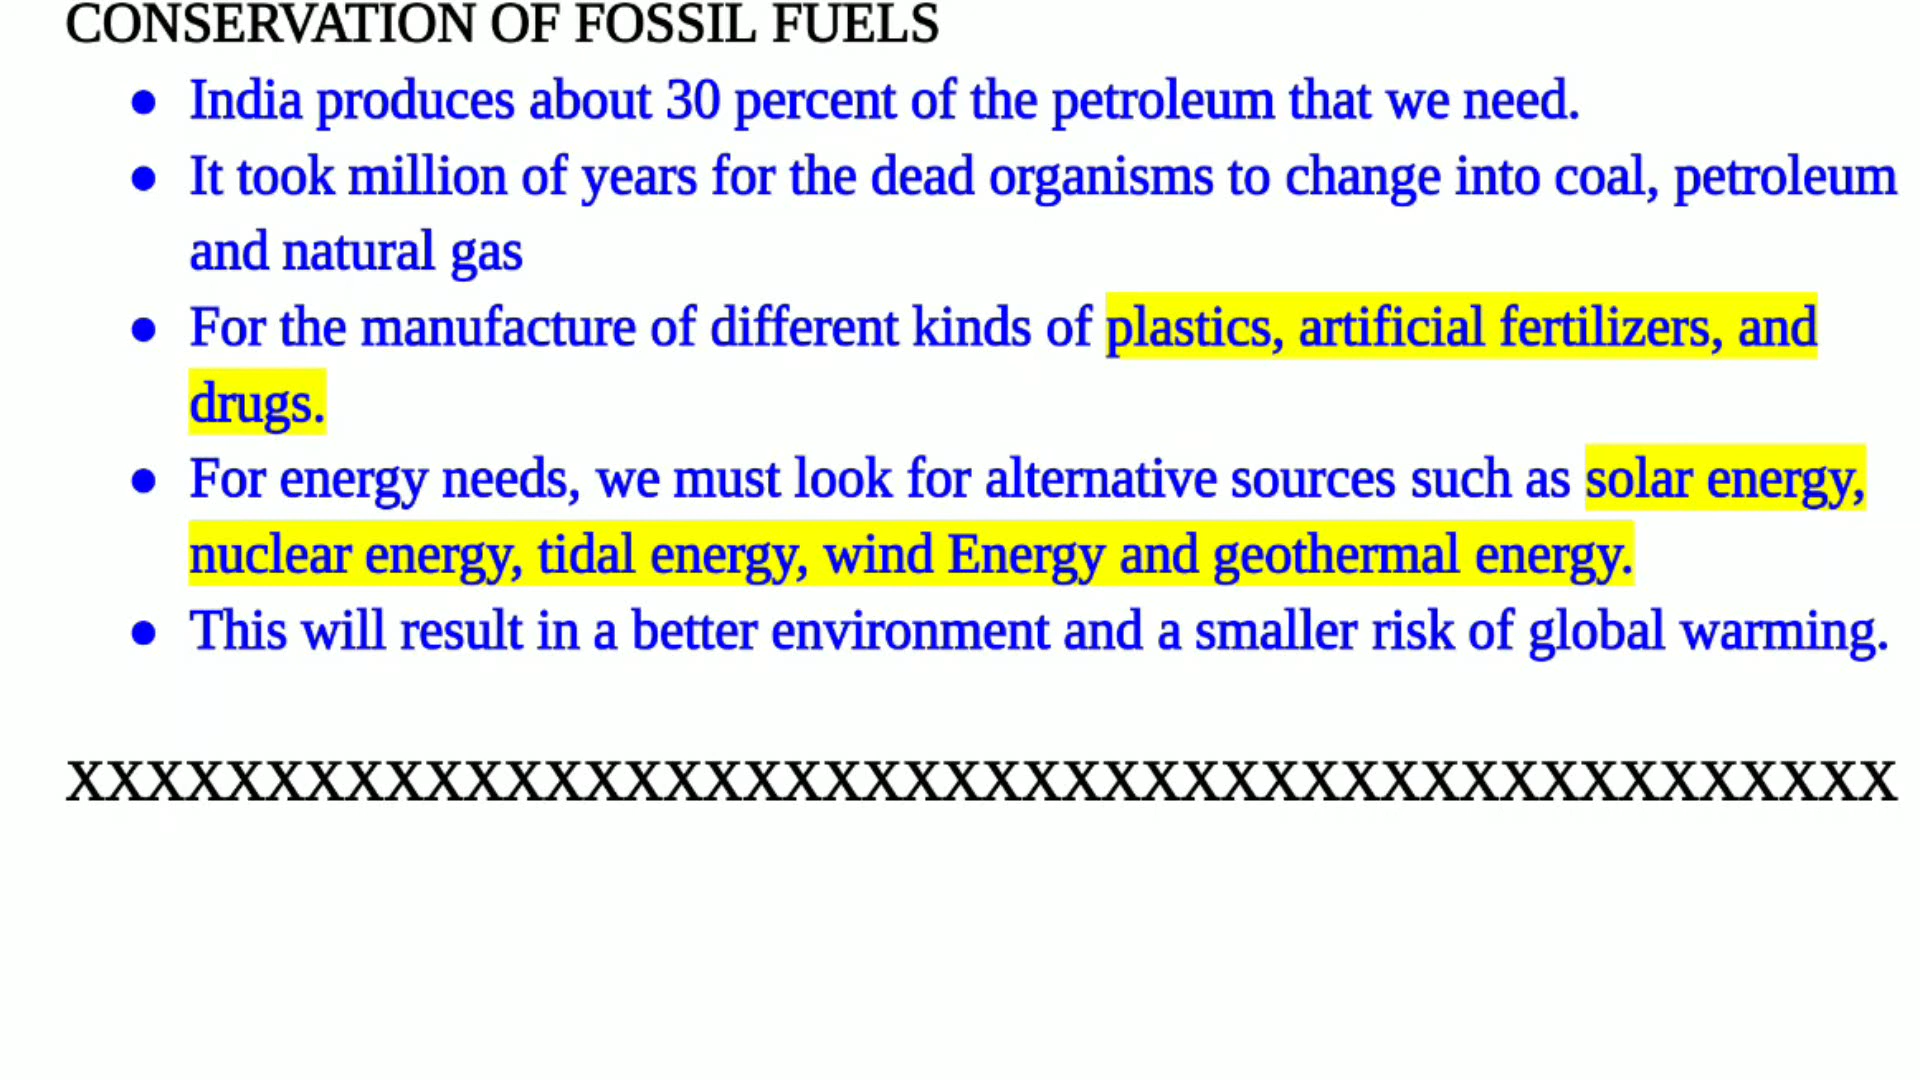 CONSERVATION OF FOSSIL FUELS
● India produces about 30 percent of the petroleum that we need.
● It took million of years for the dead organisms to change into coal, petroleum
and natural gas
● For the manufacture of different kinds of plastics, artificial fertilizers, and
drugs.
● For energy needs, we must look for alternative sources such as solar energy,
nuclear energy, tidal energy, wind Energy and geothermal energy.
● This will result in a better environment and a smaller risk of global warming.
XXXXXXXXXXXXXXXXXXXXXXXXXXXXXXXXXXXXXXXXXXXXXX